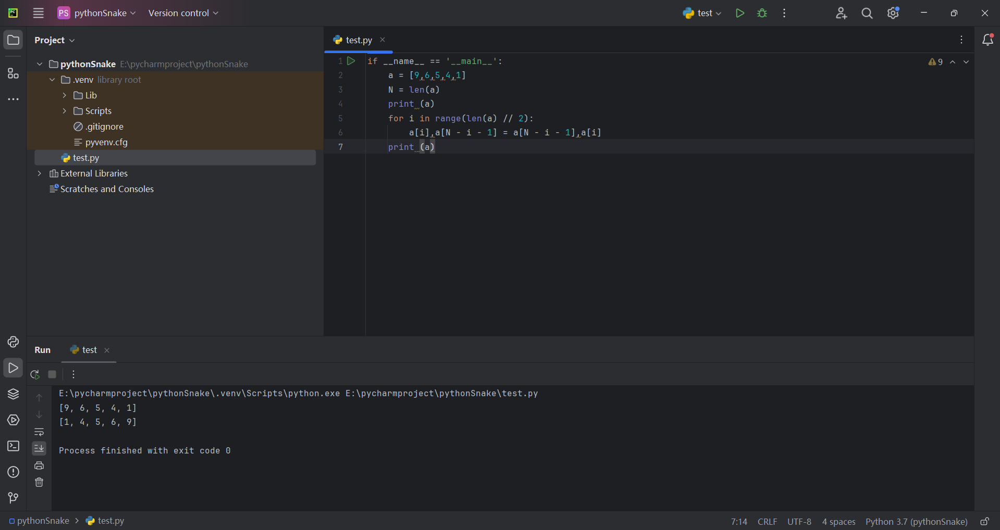 PS pythonSnake Version control test
Project
test.py
pythonSnake E:\pycharmproject\pythonSnake
.venv library root
Lib
Scripts
.gitignore
pyvenv.cfg
test.py
External Libraries
Scratches and Consoles
1 if __name__ == '__main__':
2 a = [9,6,5,4,1]
3 N = len(a)
4 print (a)
5 for i in range(len(a) // 2):
6 a[i],a[N - i - 1] = a[N - i - 1],a[i]
7 print (a)
9
Run test
E:\pycharmproject\pythonSnake\.venv\Scripts\python.exe E:\pycharmproject\pythonSnake\test.py
[9, 6, 5, 4, 1]
[1, 4, 5, 6, 9]
Process finished with exit code 0
pythonSnake > test.py
7:14 CRLF UTF-8 4 spaces Python 3.7 (pythonSnake)